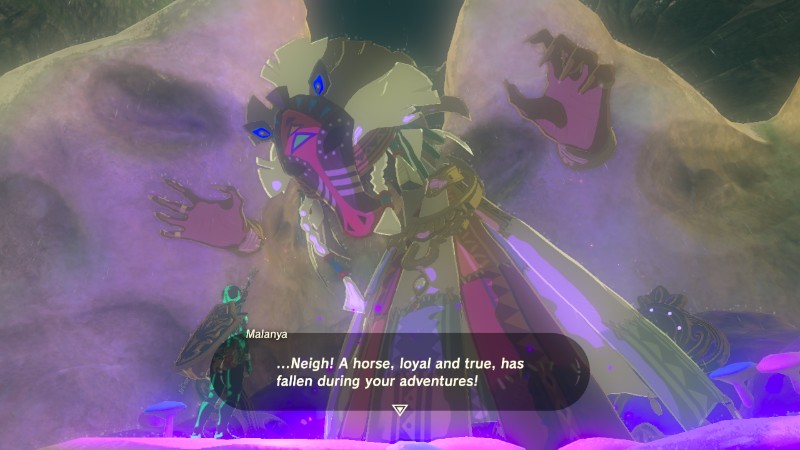 Malanya
...Neigh! A horse, loyal and true, has
fallen during your adventures!